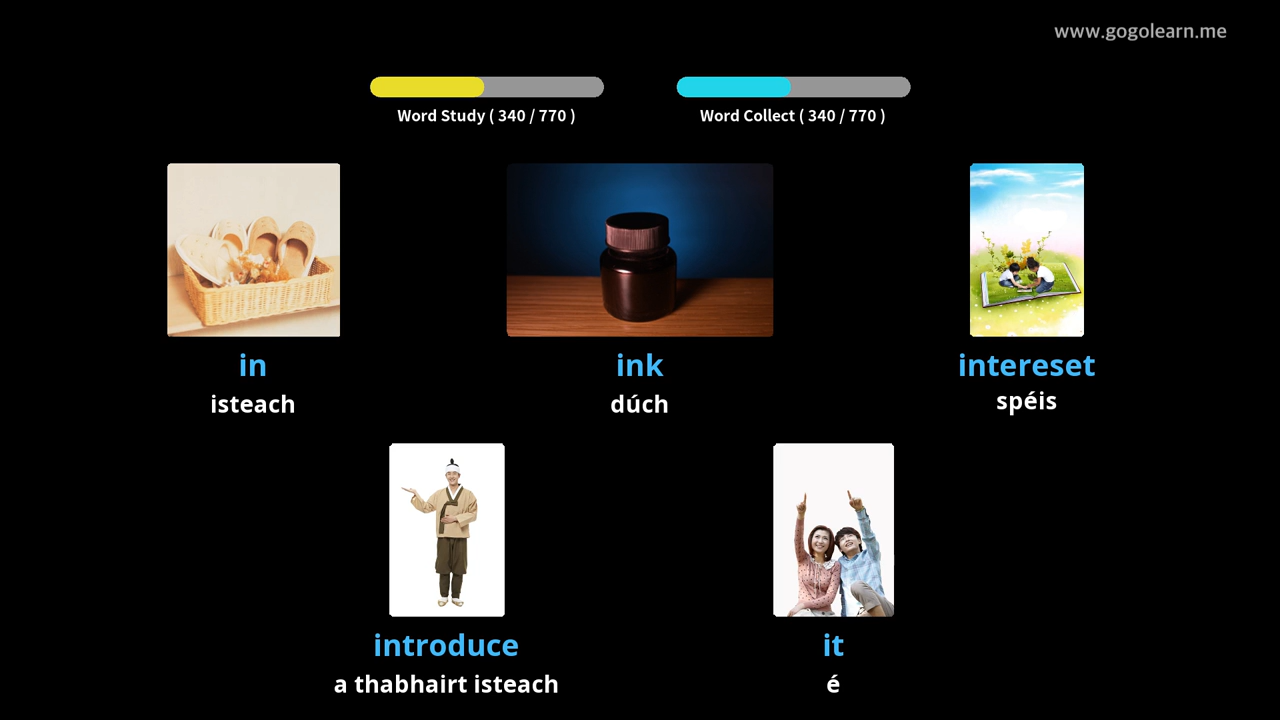 www.gogolearn.me
Word Study ( 340 / 770 )
Word Collect ( 340 / 770 )
in
isteach
ink
dúch
intereset
spéis
introduce
a thabhairt isteach
it
é